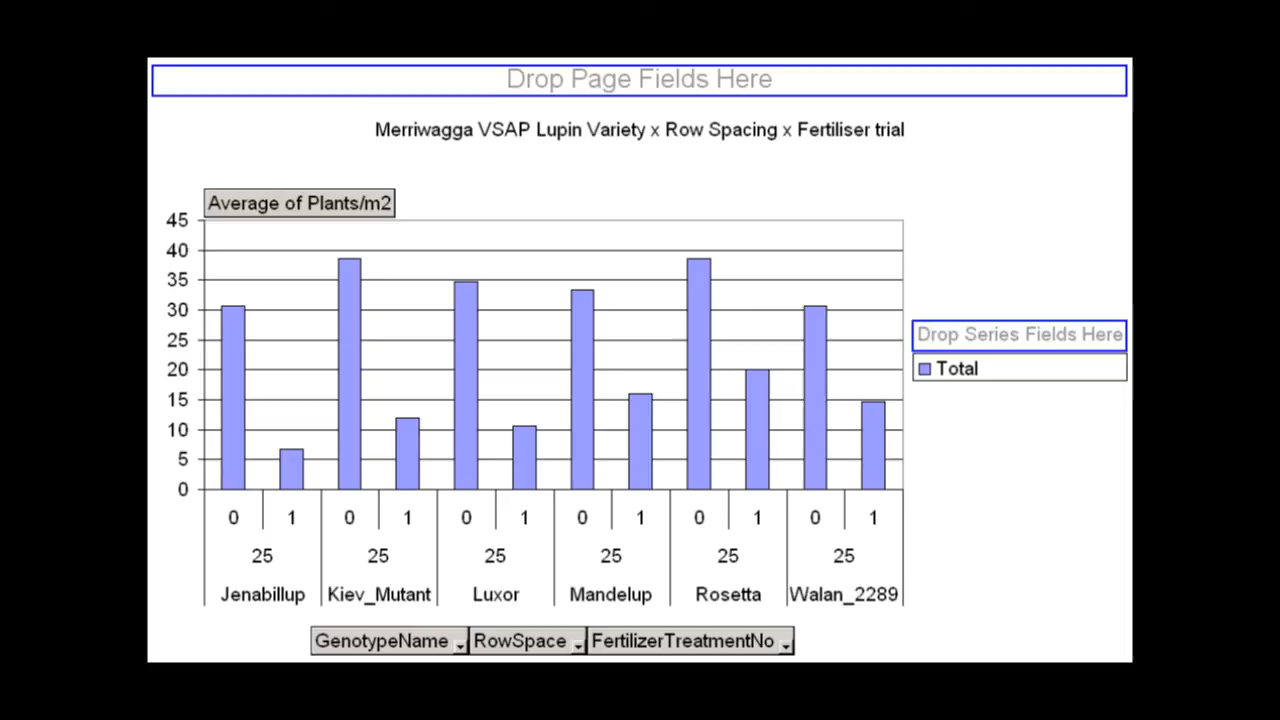 Drop Page Fields Here
Merriwagga VSAP Lupin Variety x Row Spacing x Fertiliser trial
Average of Plants/m2
45
40
35
30
25
20
15
10
5
0
Drop Series Fields Here
Total
0 1 0 1 0 1 0 1 0 1 0 1
25 25 25 25 25 25
Jenabillup Kiev_Mutant Luxor Mandelup Rosetta Walan_2289
GenotypeName RowSpace FertilizerTreatmentNo